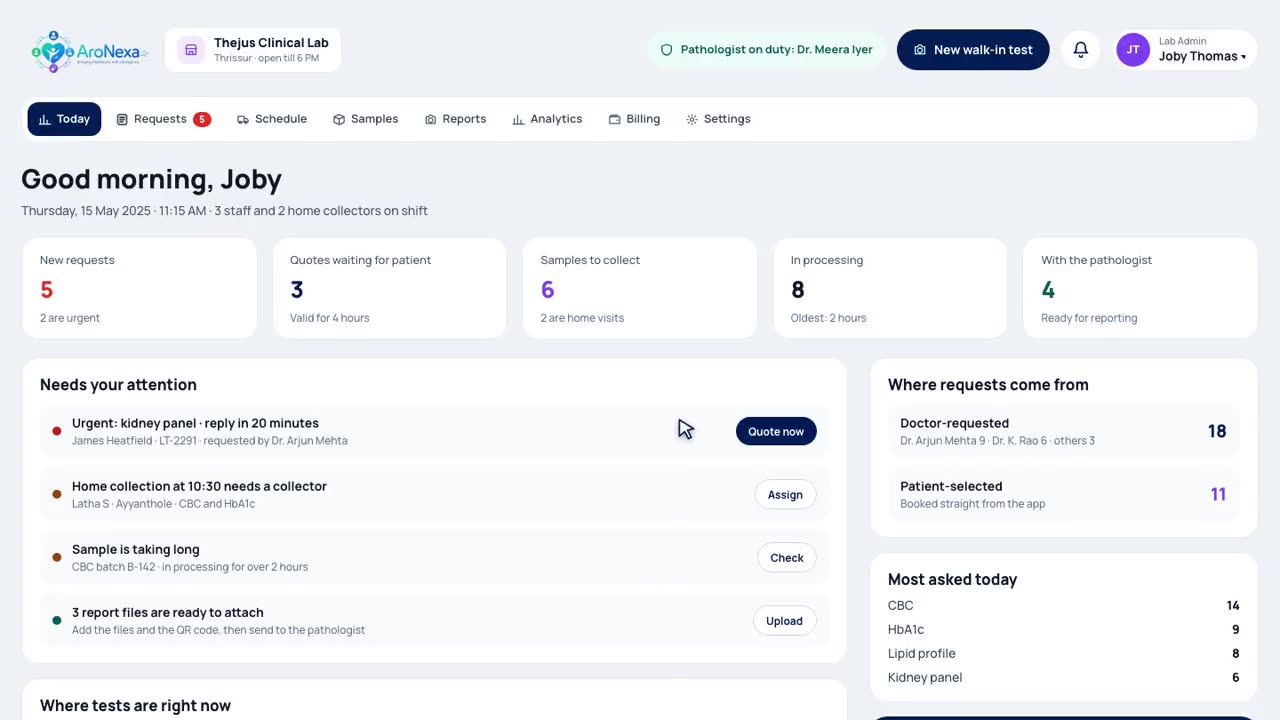 AroNexa
Thejus Clinical Lab
Thrissur · open till 6 PM
Pathologist on duty: Dr. Meera Iyer
New walk-in test
JT
Lab Admin
Joby Thomas
Today
Requests 5
Schedule
Samples
Reports
Analytics
Billing
Settings
Good morning, Joby
Thursday, 15 May 2025 · 11:15 AM · 3 staff and 2 home collectors on shift
New requests
5
2 are urgent
Quotes waiting for patient
3
Valid for 4 hours
Samples to collect
6
2 are home visits
In processing
8
Oldest: 2 hours
With the pathologist
4
Ready for reporting
Needs your attention
Urgent: kidney panel · reply in 20 minutes
James Heatfield · LT-2291 · requested by Dr. Arjun Mehta
Quote now
Home collection at 10:30 needs a collector
Latha S · Ayyanthole · CBC and HbA1c
Assign
Sample is taking long
CBC batch B-142 · in processing for over 2 hours
Check
3 report files are ready to attach
Add the files and the QR code, then send to the pathologist
Upload
Where tests are right now
Where requests come from
Doctor-requested
Dr. Arjun Mehta 9 · Dr. K. Rao 6 · others 3
18
Patient-selected
Booked straight from the app
11
Most asked today
CBC 14
HbA1c 9
Lipid profile 8
Kidney panel 6